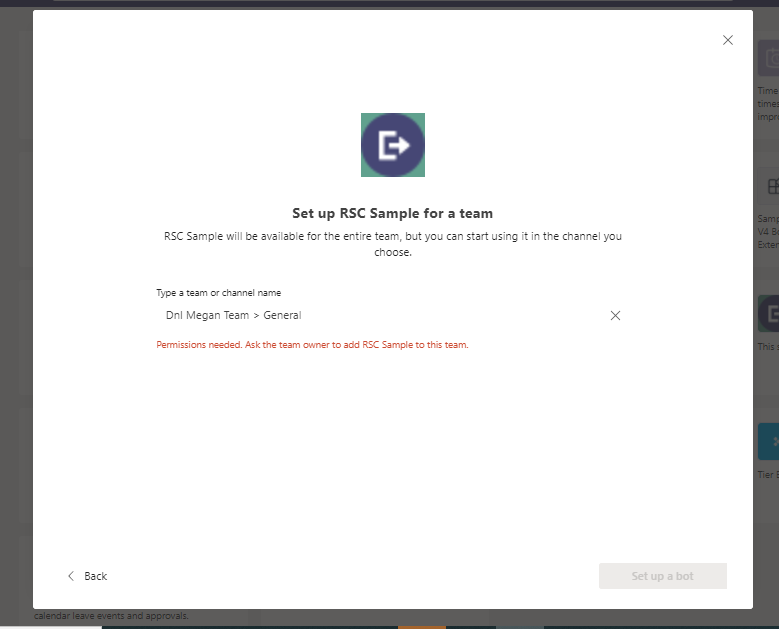 Set up RSC Sample for a team
RSC Sample will be available for the entire team, but you can start using it in the channel you
choose.
Type a team or channel name
Dnl Megan Team > General
Permissions needed. Ask the team owner to add RSC Sample to this team.
Back
Set up a bot
Time
times
impr
Samp
V4 B
Exter
This s
Tier
calendar leave events and approvals.